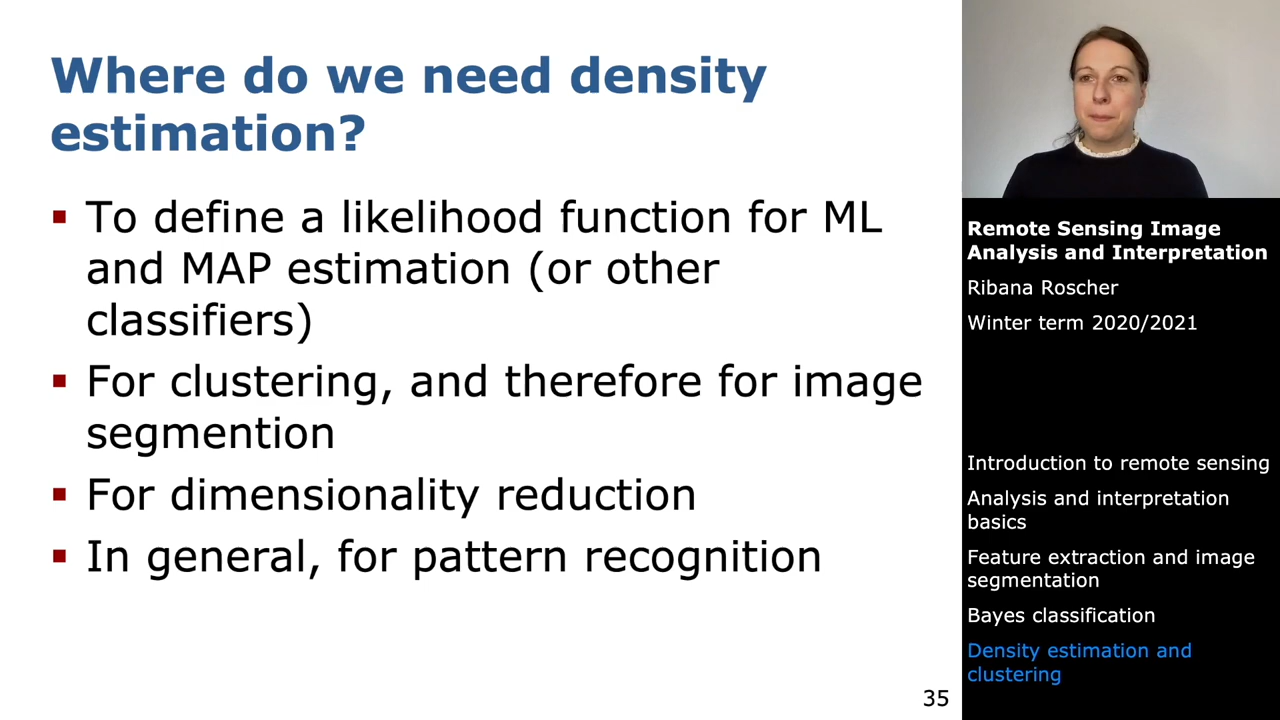 Where do we need density
estimation?
▪ To define a likelihood function for ML
and MAP estimation (or other
classifiers)
▪ For clustering, and therefore for image
segmention
▪ For dimensionality reduction
▪ In general, for pattern recognition
35
Remote Sensing Image
Analysis and Interpretation
Ribana Roscher
Winter term 2020/2021
Introduction to remote sensing
Analysis and interpretation
basics
Feature extraction and image
segmentation
Bayes classification
Density estimation and
clustering